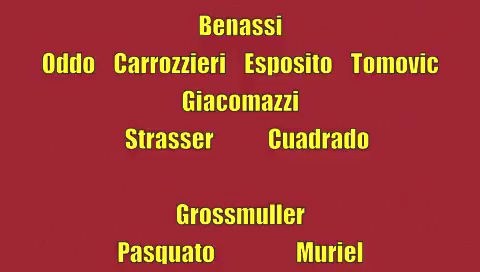 Benassi
Oddo Carrozzieri Esposito Tomovic
Giacomazzi
Strasser Cuadrado
Grossmuller
Pasquato Muriel